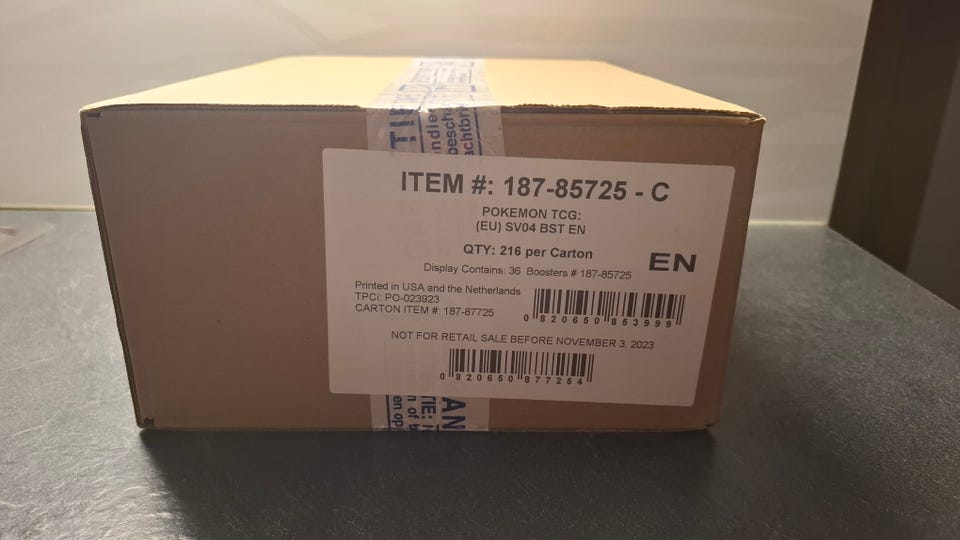 ITEM #: 187-85725 - C
POKEMON TCG:
(EU) SV04 BST EN
QTY: 216 per Carton
Display Contains: 36 Boosters # 187-85725
EN
Printed in USA and the Netherlands
TPCi: PO-023923
CARTON ITEM #: 187-87725
0 820650 853999
NOT FOR RETAIL SALE BEFORE NOVEMBER 3, 2023
0 820650 877254